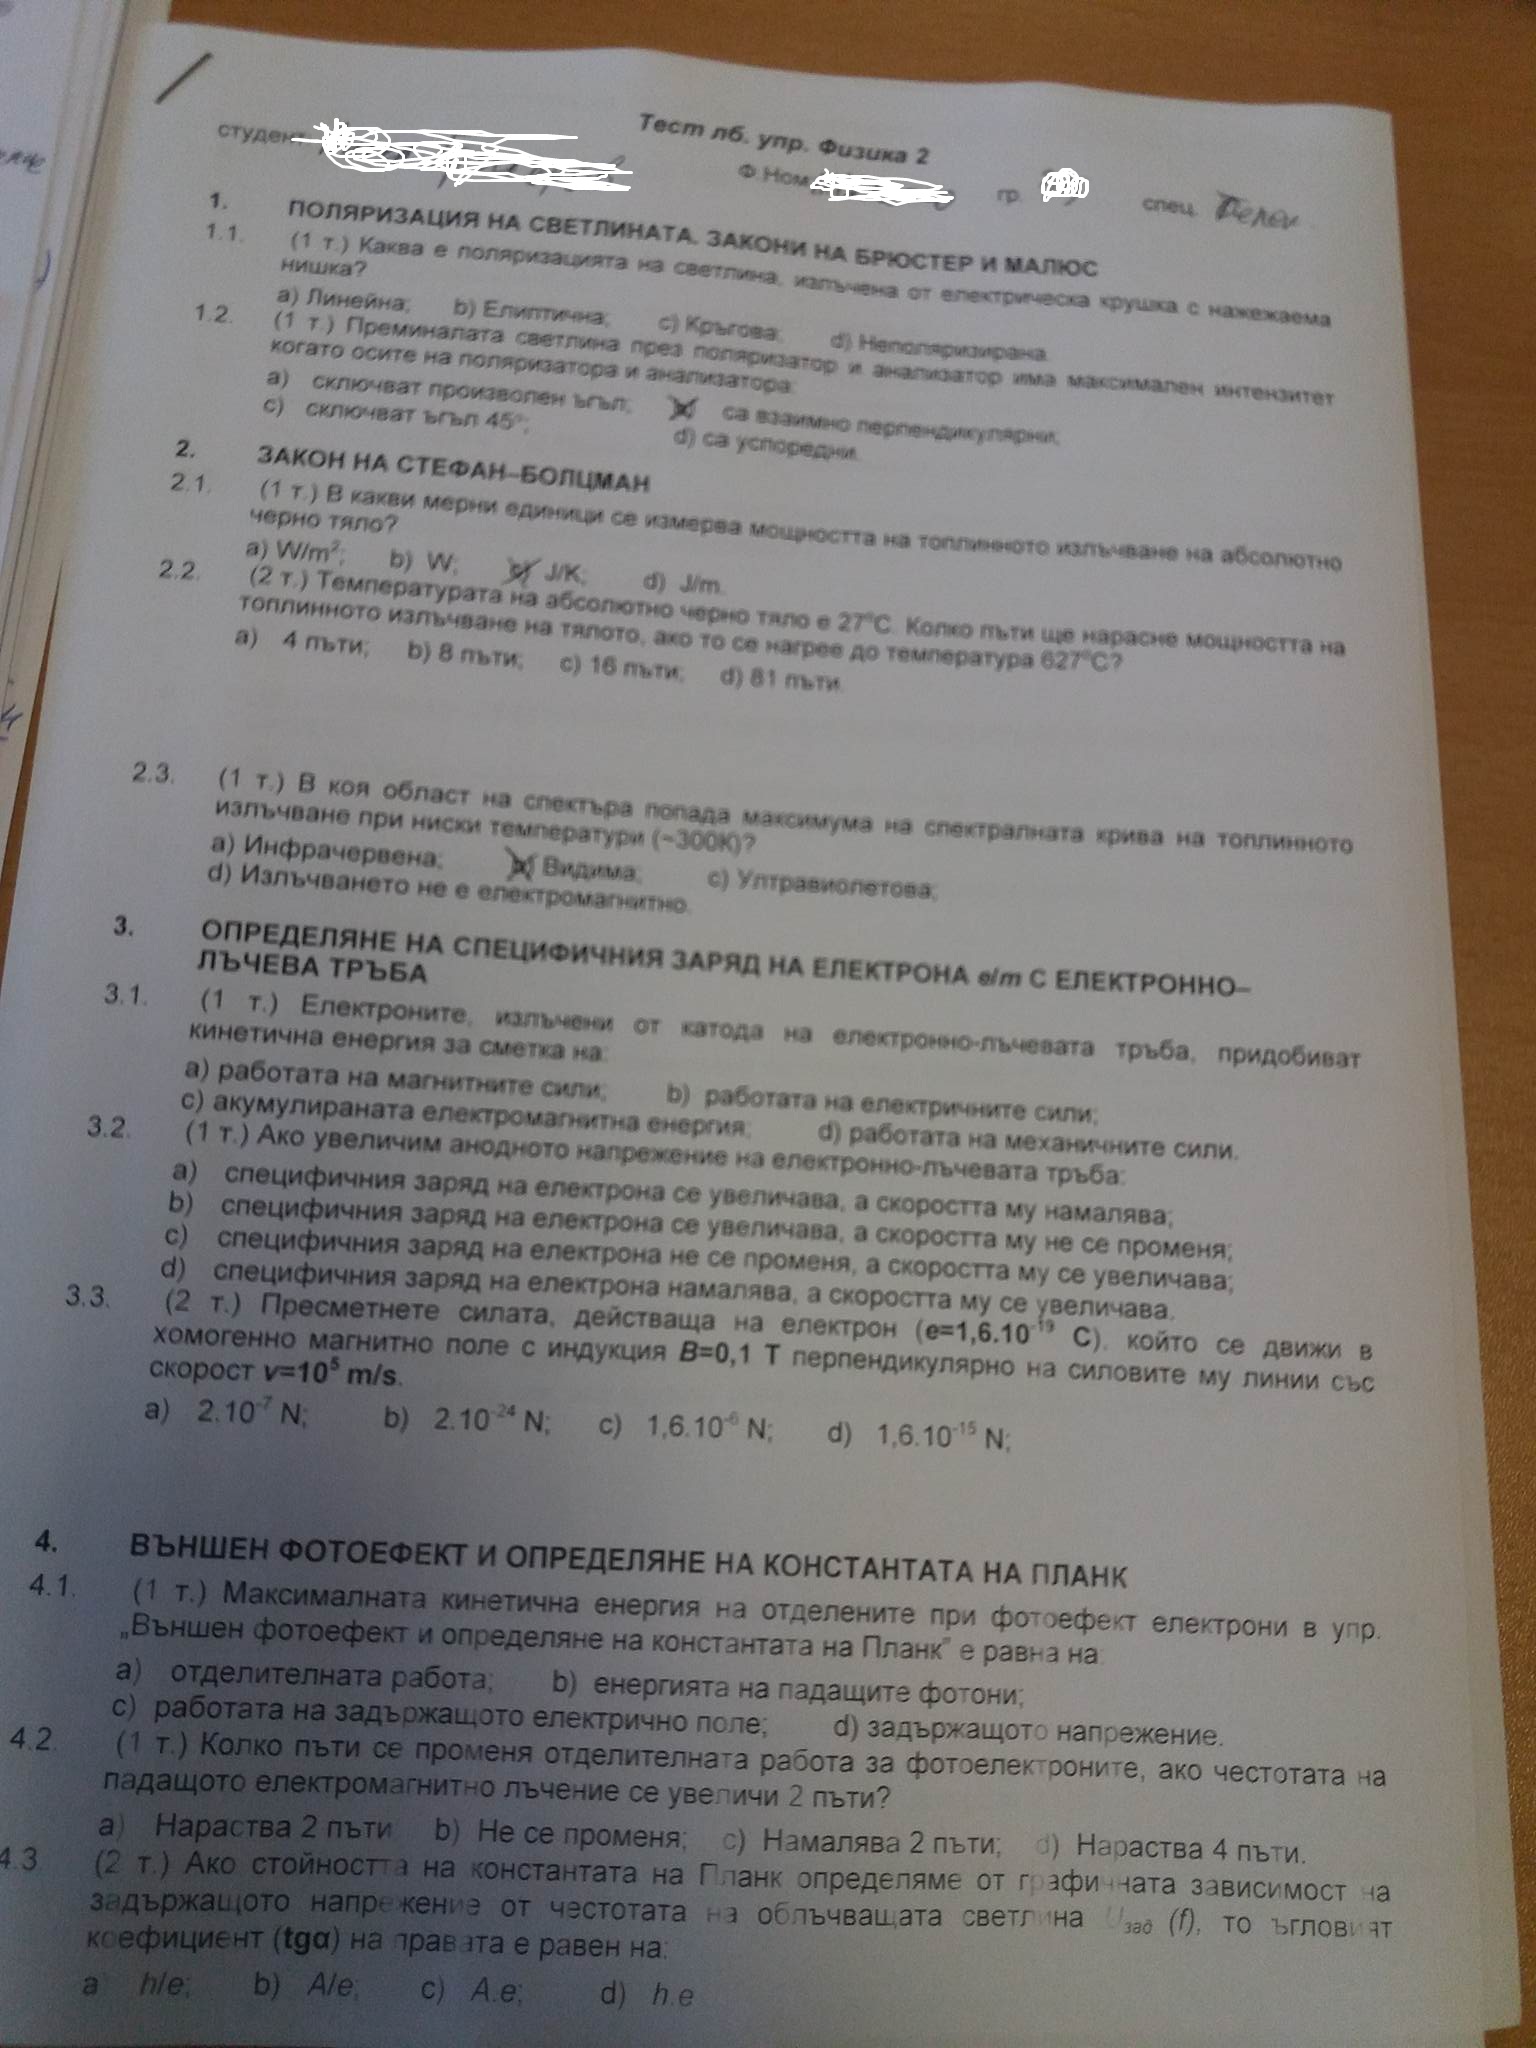 Тест лб. упр. Физика 2
студент Ф.Ном. гр. спец.
1. ПОЛЯРИЗАЦИЯ НА СВЕТЛИНАТА. ЗАКОНИ НА БРЮСТЕР И МАЛЮС
1.1. (1 т.) Каква е поляризацията на светлина, излъчена от електрическа крушка с нажежаема
нишка?
a) Линейна; b) Елиптична; c) Кръгова; d) Неполяризирана.
1.2. (1 т.) Преминалата светлина през поляризатор и анализатор има максимален интензитет
когато осите на поляризатора и анализатора:
a) сключват произволен ъгъл; са взаимно перпендикулярни;
c) сключват ъгъл 45°; d) са успоредни.
2. ЗАКОН НА СТЕФАН–БОЛЦМАН
2.1. (1 т.) В какви мерни единици се измерва мощността на топлинното излъчване на абсолютно
черно тяло?
a) W/m²; b) W; c) J/K; d) J/m.
2.2. (2 т.) Температурата на абсолютно черно тяло е 27°C. Колко пъти ще нарасне мощността на
топлинното излъчване на тялото, ако то се нагрее до температура 627°C?
a) 4 пъти; b) 8 пъти; c) 16 пъти; d) 81 пъти.
2.3. (1 т.) В коя област на спектъра попада максимума на спектралната крива на топлинното
излъчване при ниски температури (~300K)?
a) Инфрачервена; Видима; c) Ултравиолетова;
d) Излъчването не е електромагнитно.
3. ОПРЕДЕЛЯНЕ НА СПЕЦИФИЧНИЯ ЗАРЯД НА ЕЛЕКТРОНА e/m С ЕЛЕКТРОННО–
ЛЪЧЕВА ТРЪБА
3.1. (1 т.) Електроните, излъчени от катода на електронно-лъчевата тръба, придобиват
кинетична енергия за сметка на:
a) работата на магнитните сили; b) работата на електричните сили;
c) акумулираната електромагнитна енергия; d) работата на механичните сили.
3.2. (1 т.) Ако увеличим анодното напрежение на електронно-лъчевата тръба:
a) специфичния заряд на електрона се увеличава, а скоростта му намалява;
b) специфичния заряд на електрона се увеличава, а скоростта му не се променя;
c) специфичния заряд на електрона не се променя, а скоростта му се увеличава;
d) специфичния заряд на електрона намалява, а скоростта му се увеличава.
3.3. (2 т.) Пресметнете силата, действаща на електрон (e=1,6.10⁻¹⁹ C), който се движи в
хомогенно магнитно поле с индукция B=0,1 T перпендикулярно на силовите му линии със
скорост v=10⁵ m/s.
a) 2.10⁻⁷ N; b) 2.10⁻²⁴ N; c) 1,6.10⁻⁶ N; d) 1,6.10⁻¹⁵ N;
4. ВЪНШЕН ФОТОЕФЕКТ И ОПРЕДЕЛЯНЕ НА КОНСТАНТАТА НА ПЛАНК
4.1. (1 т.) Максималната кинетична енергия на отделените при фотоефект електрони в упр.
„Външен фотоефект и определяне на константата на Планк" е равна на:
a) отделителната работа; b) енергията на падащите фотони;
c) работата на задържащото електрично поле; d) задържащото напрежение.
4.2. (1 т.) Колко пъти се променя отделителната работа за фотоелектроните, ако честотата на
падащото електромагнитно лъчение се увеличи 2 пъти?
a) Нараства 2 пъти b) Не се променя; c) Намалява 2 пъти; d) Нараства 4 пъти.
4.3 (2 т.) Ако стойността на константата на Планк определяме от графичната зависимост на
задържащото напрежение от честотата на облъчващата светлина Uзад (f), то ъгловият
коефициент (tgα) на правата е равен на:
a h/e; b) A/e; c) A.e; d) h.e